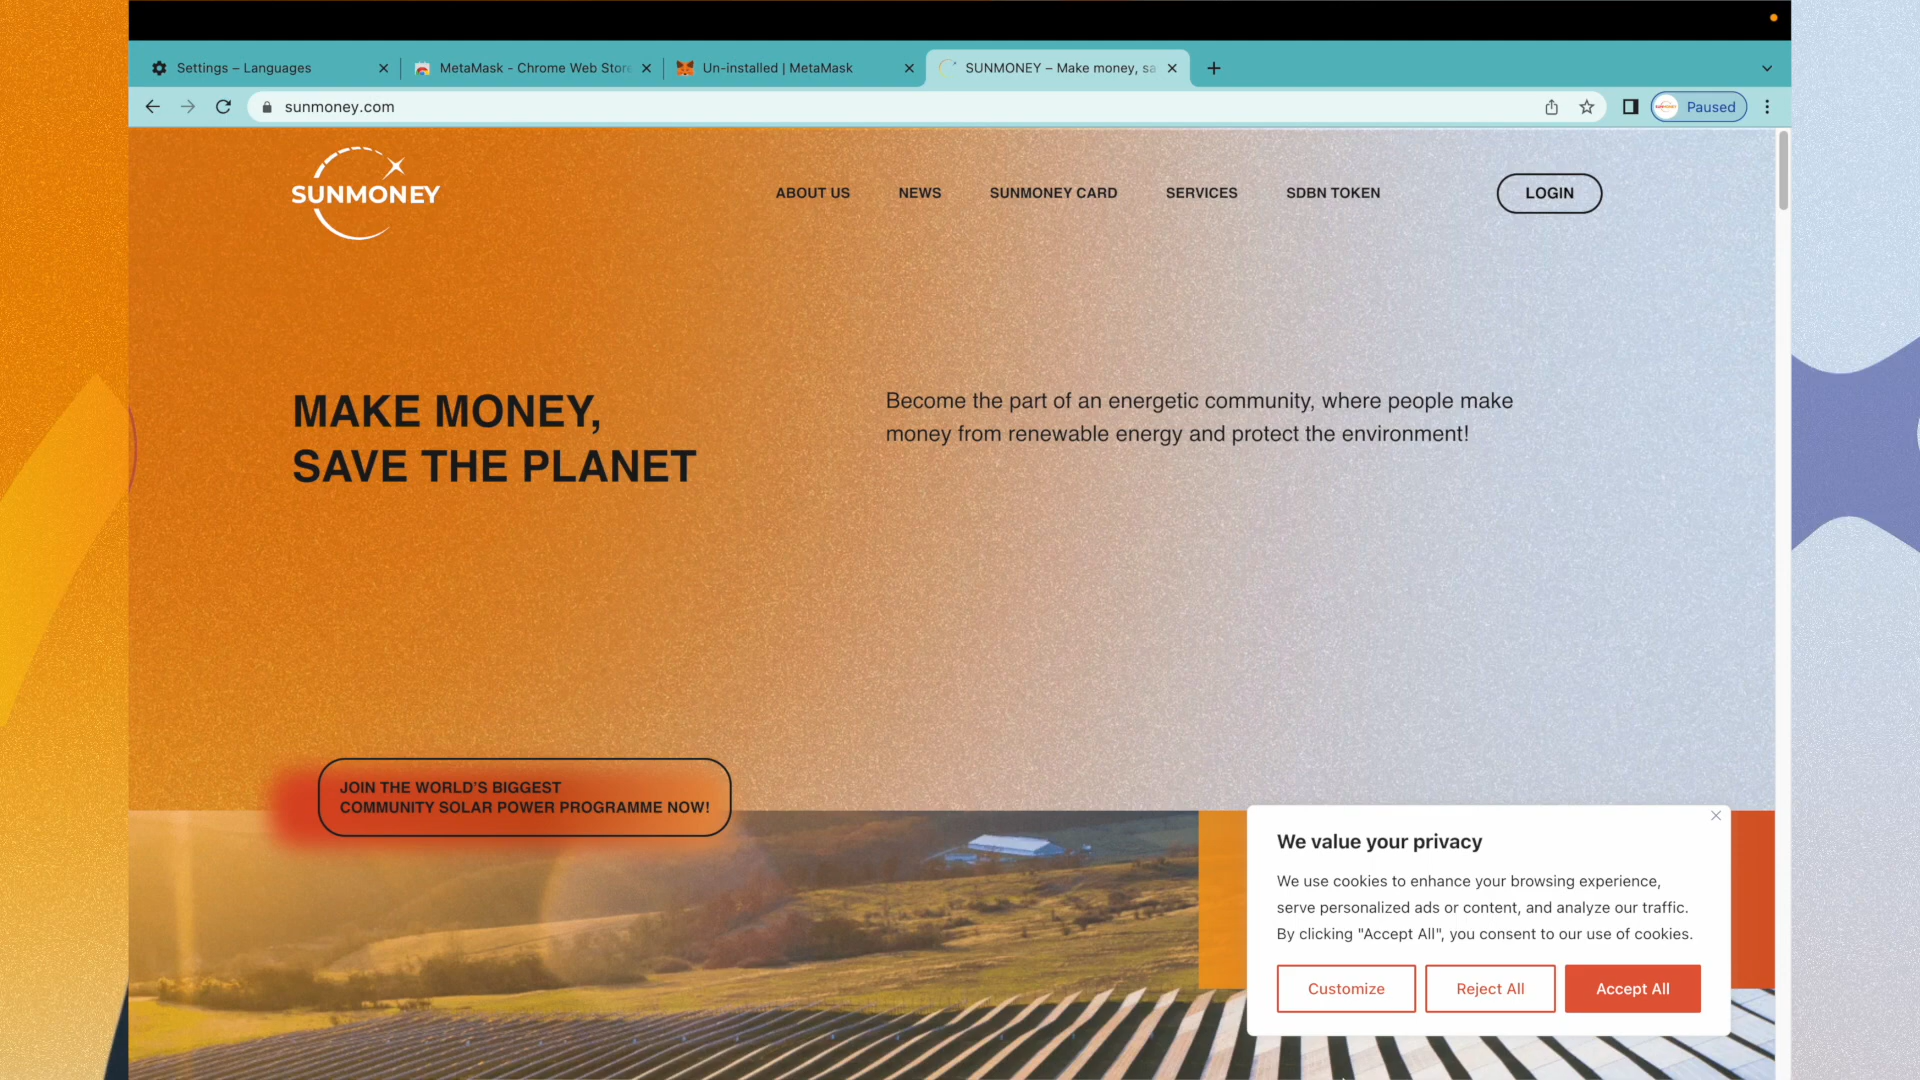 Settings – Languages
MetaMask - Chrome Web Store
Un-installed | MetaMask
SUNMONEY – Make money, sa
sunmoney.com
Paused
SUNMONEY
ABOUT US
NEWS
SUNMONEY CARD
SERVICES
SDBN TOKEN
LOGIN
MAKE MONEY,
SAVE THE PLANET
Become the part of an energetic community, where people make
money from renewable energy and protect the environment!
JOIN THE WORLD'S BIGGEST
COMMUNITY SOLAR POWER PROGRAMME NOW!
We value your privacy
We use cookies to enhance your browsing experience,
serve personalized ads or content, and analyze our traffic.
By clicking "Accept All", you consent to our use of cookies.
Customize
Reject All
Accept All